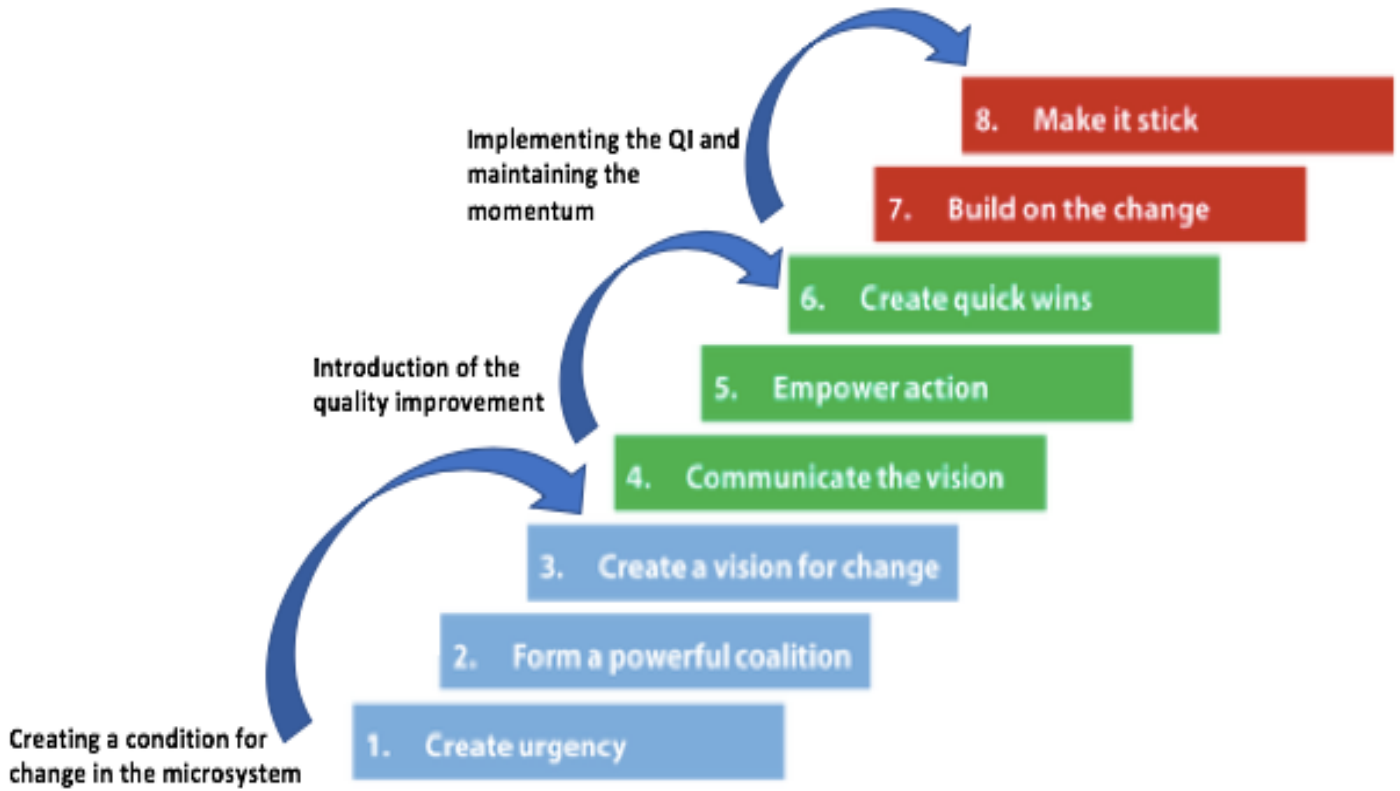 8. Make it stick
Implementing the QI and
maintaining the
momentum
7. Build on the change
6. Create quick wins
Introduction of the
quality improvement
5. Empower action
4. Communicate the vision
3. Create a vision for change
2. Form a powerful coalition
Creating a condition for
change in the microsystem
1. Create urgency